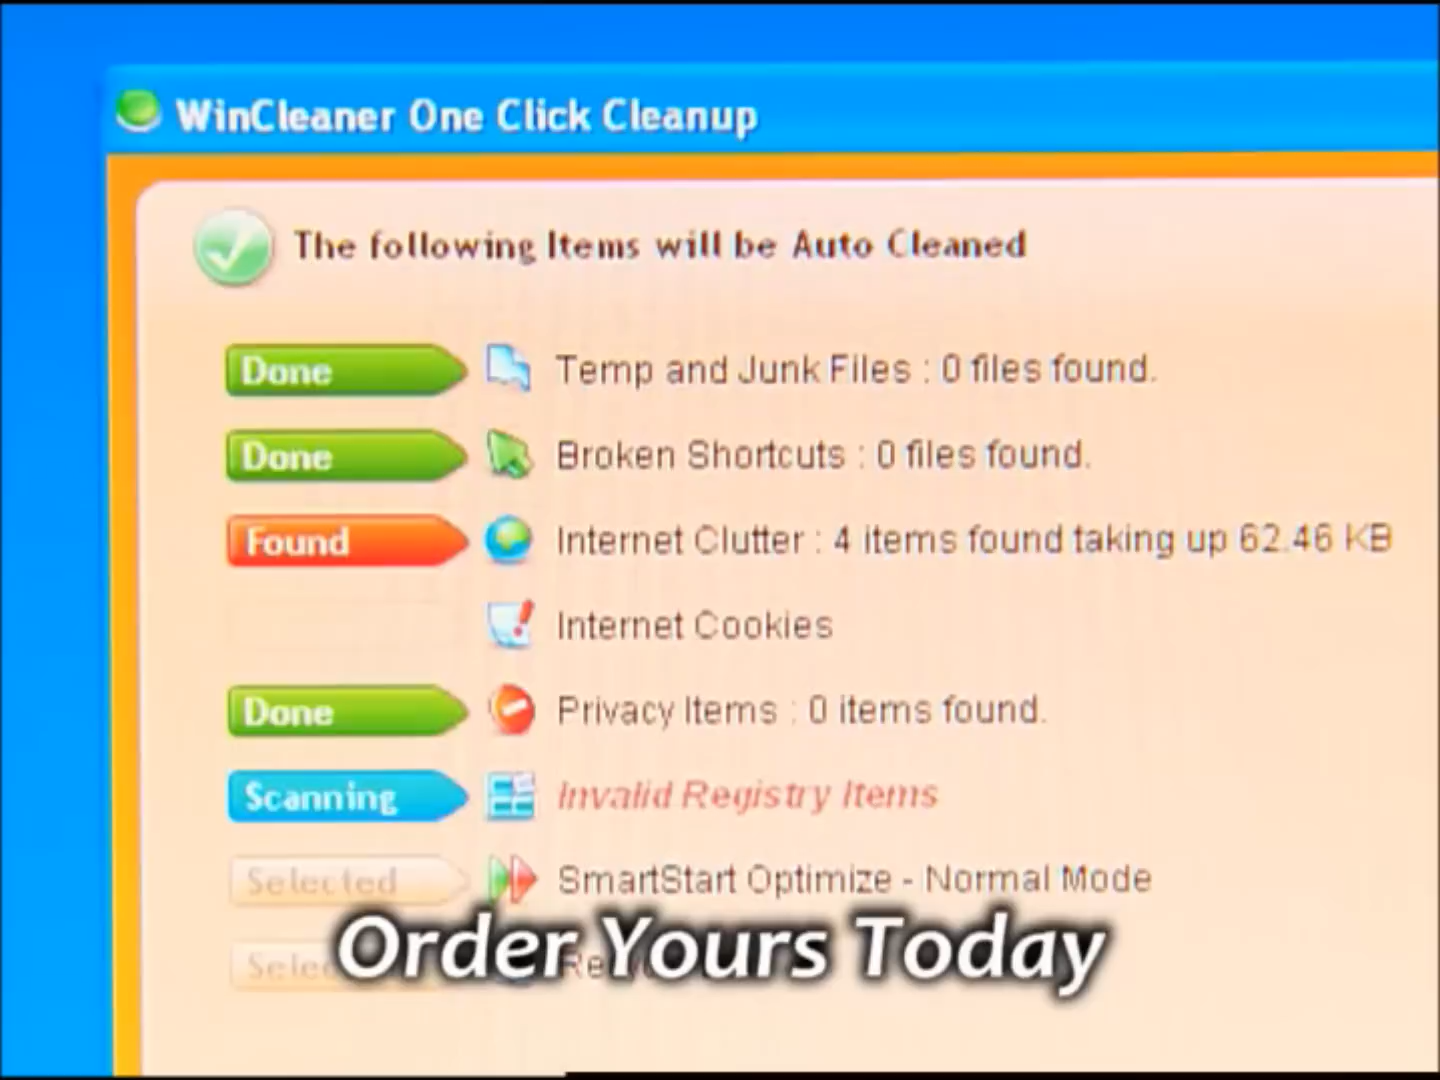 WinCleaner One Click Cleanup
The following Items will be Auto Cleaned
Done Temp and Junk Files : 0 files found.
Done Broken Shortcuts : 0 files found.
Found Internet Clutter : 4 items found taking up 62.46 KB
Internet Cookies
Done Privacy Items : 0 items found.
Scanning Invalid Registry Items
Selected SmartStart Optimize - Normal Mode
Order Yours Today